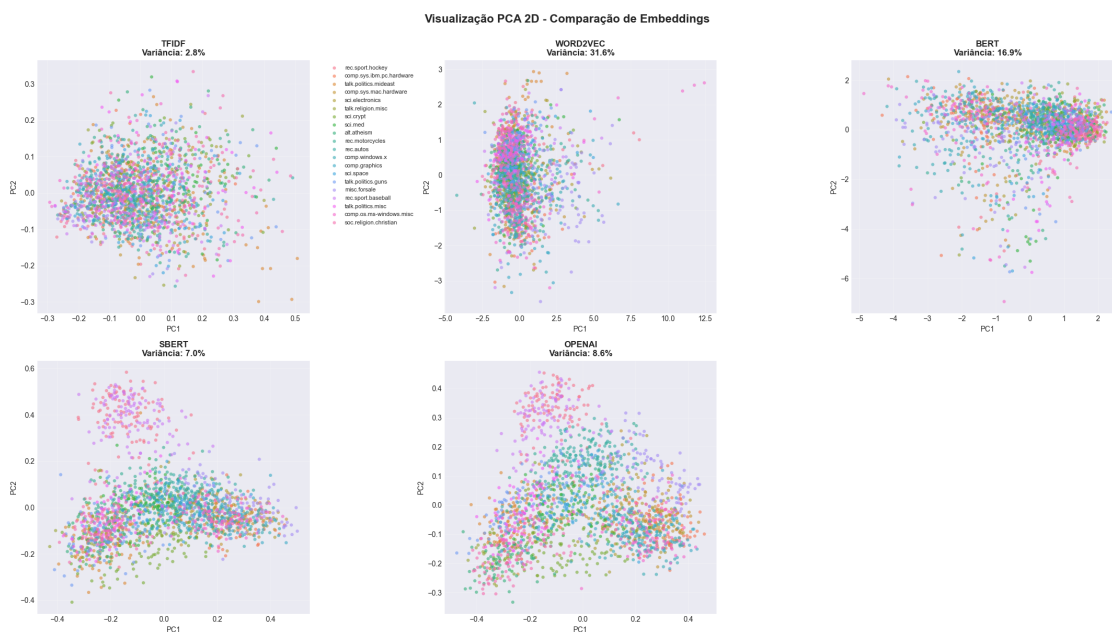 Visualização PCA 2D - Comparação de Embeddings
TFIDF
Variância: 2.8%
0.3
0.2
0.1
0.0
−0.1
−0.2
−0.3
PC2
−0.3 −0.2 −0.1 0.0 0.1 0.2 0.3 0.4 0.5
PC1
rec.sport.hockey
comp.sys.ibm.pc.hardware
talk.politics.mideast
comp.sys.mac.hardware
sci.electronics
talk.religion.misc
sci.crypt
sci.med
alt.atheism
rec.motorcycles
rec.autos
comp.windows.x
comp.graphics
sci.space
talk.politics.guns
misc.forsale
rec.sport.baseball
talk.politics.misc
comp.os.ms-windows.misc
soc.religion.christian
WORD2VEC
Variância: 31.6%
3
2
1
0
−1
−2
−3
PC2
−5.0 −2.5 0.0 2.5 5.0 7.5 10.0 12.5
PC1
BERT
Variância: 16.9%
2
0
−2
−4
−6
PC2
−5 −4 −3 −2 −1 0 1 2
PC1
SBERT
Variância: 7.0%
0.6
0.4
0.2
0.0
−0.2
−0.4
PC2
−0.4 −0.2 0.0 0.2 0.4
PC1
OPENAI
Variância: 8.6%
0.4
0.3
0.2
0.1
0.0
−0.1
−0.2
−0.3
PC2
−0.4 −0.2 0.0 0.2 0.4
PC1